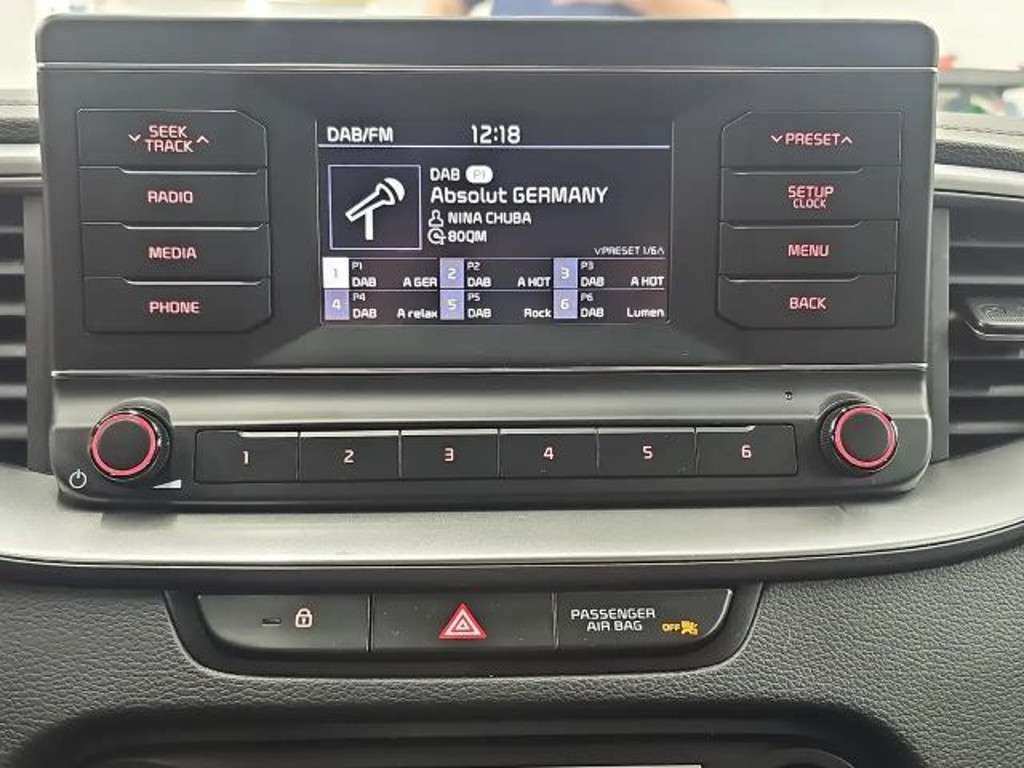 SEEK
TRACK
RADIO
MEDIA
PHONE
DAB/FM 12:18
DAB P1
Absolut GERMANY
NINA CHUBA
80QM
PRESET 1/6
1 P1 DAB A GER
2 P2 DAB A HOT
3 P3 DAB A HOT
4 P4 DAB A relax
5 P5 DAB Rock
6 P6 DAB Lumen
PRESET
SETUP
CLOCK
MENU
BACK
1 2 3 4 5 6
PASSENGER
AIR BAG OFF